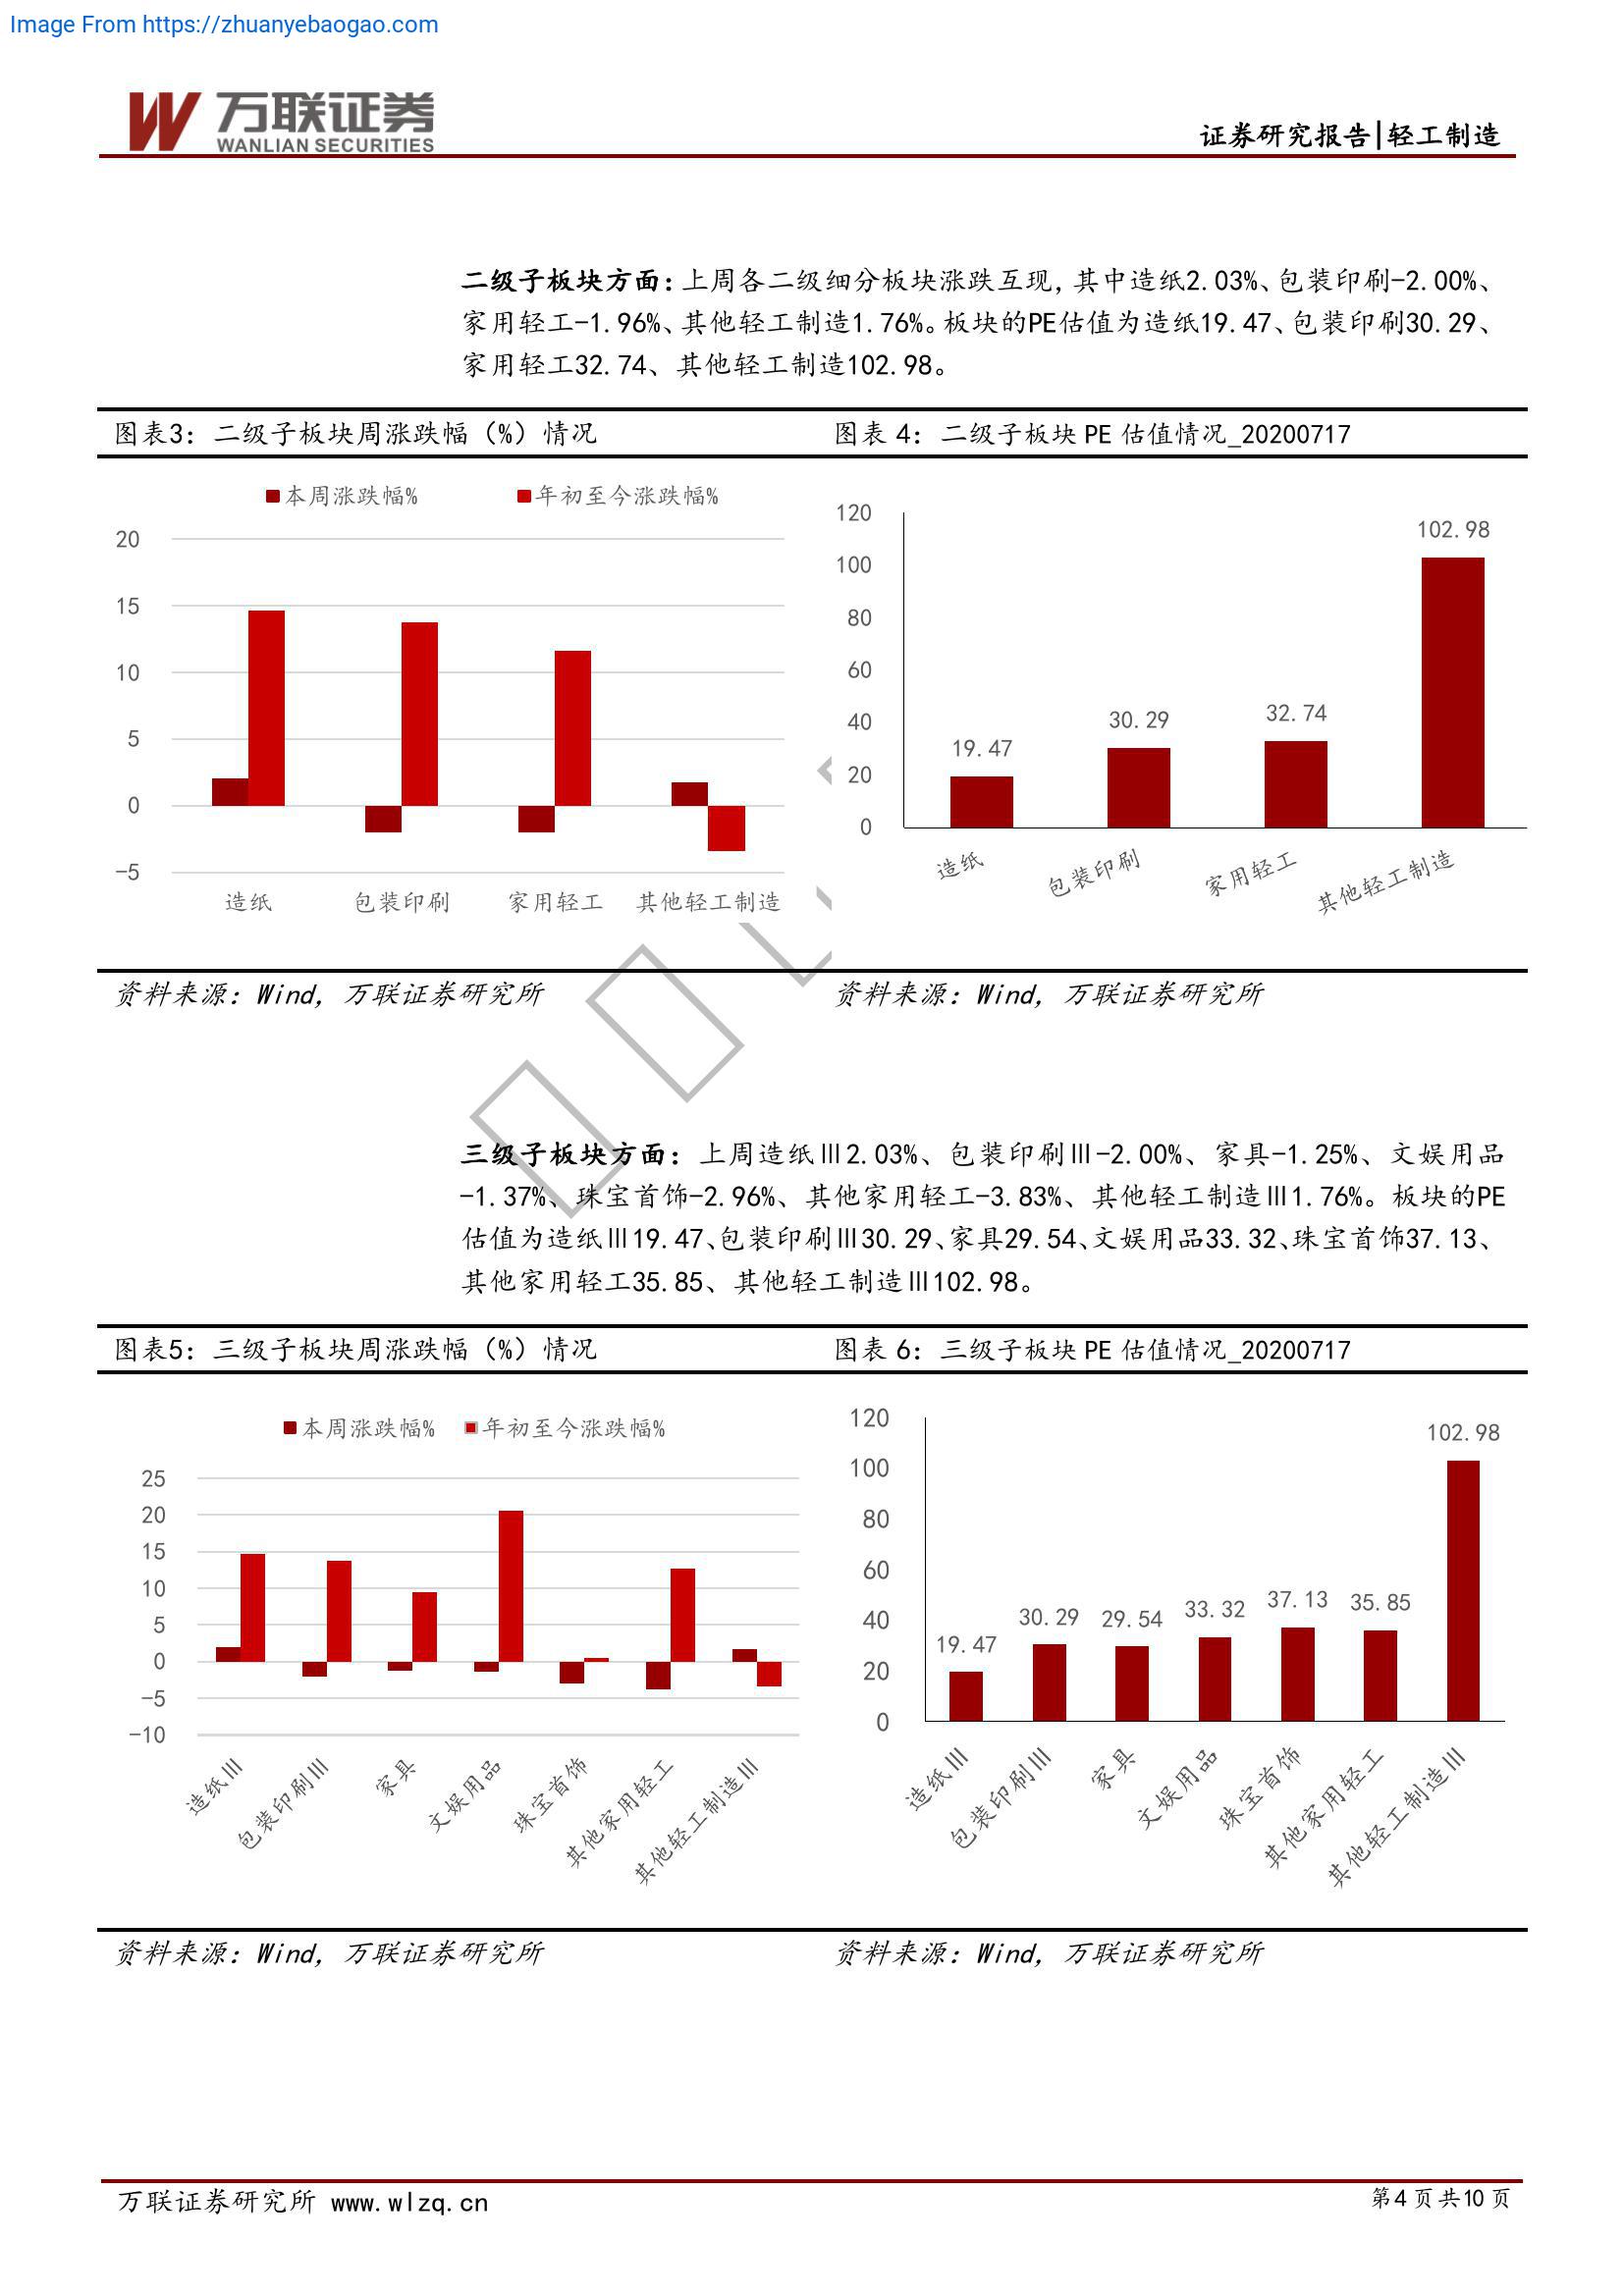 Image From https://zhuanyebaogao.com
万联证券
WANLIAN SECURITIES
证券研究报告|轻工制造
二级子板块方面:上周各二级细分板块涨跌互现,其中造纸2.03%、包装印刷-2.00%、
家用轻工-1.96%、其他轻工制造1.76%。板块的PE估值为造纸19.47、包装印刷30.29、
家用轻工32.74、其他轻工制造102.98。
图表3:二级子板块周涨跌幅(%)情况
图表 4:二级子板块 PE 估值情况_20200717
本周涨跌幅% 年初至今涨跌幅%
20
15
10
5
0
-5
造纸 包装印刷 家用轻工 其他轻工制造
120
100
80
60
40
20
0
19.47 30.29 32.74 102.98
造纸 包装印刷 家用轻工 其他轻工制造
资料来源:Wind,万联证券研究所
资料来源:Wind,万联证券研究所
三级子板块方面:上周造纸Ⅲ2.03%、包装印刷Ⅲ-2.00%、家具-1.25%、文娱用品
-1.37%、珠宝首饰-2.96%、其他家用轻工-3.83%、其他轻工制造Ⅲ1.76%。板块的PE
估值为造纸Ⅲ19.47、包装印刷Ⅲ30.29、家具29.54、文娱用品33.32、珠宝首饰37.13、
其他家用轻工35.85、其他轻工制造Ⅲ102.98。
图表5:三级子板块周涨跌幅(%)情况
图表 6:三级子板块 PE 估值情况_20200717
本周涨跌幅% 年初至今涨跌幅%
25
20
15
10
5
0
-5
-10
造纸Ⅲ 包装印刷Ⅲ 家具 文娱用品 珠宝首饰 其他家用轻工 其他轻工制造Ⅲ
120
100
80
60
40
20
0
19.47 30.29 29.54 33.32 37.13 35.85 102.98
造纸Ⅲ 包装印刷Ⅲ 家具 文娱用品 珠宝首饰 其他家用轻工 其他轻工制造Ⅲ
资料来源:Wind,万联证券研究所
资料来源:Wind,万联证券研究所
万联证券研究所 www.wlzq.cn
第4页共10页